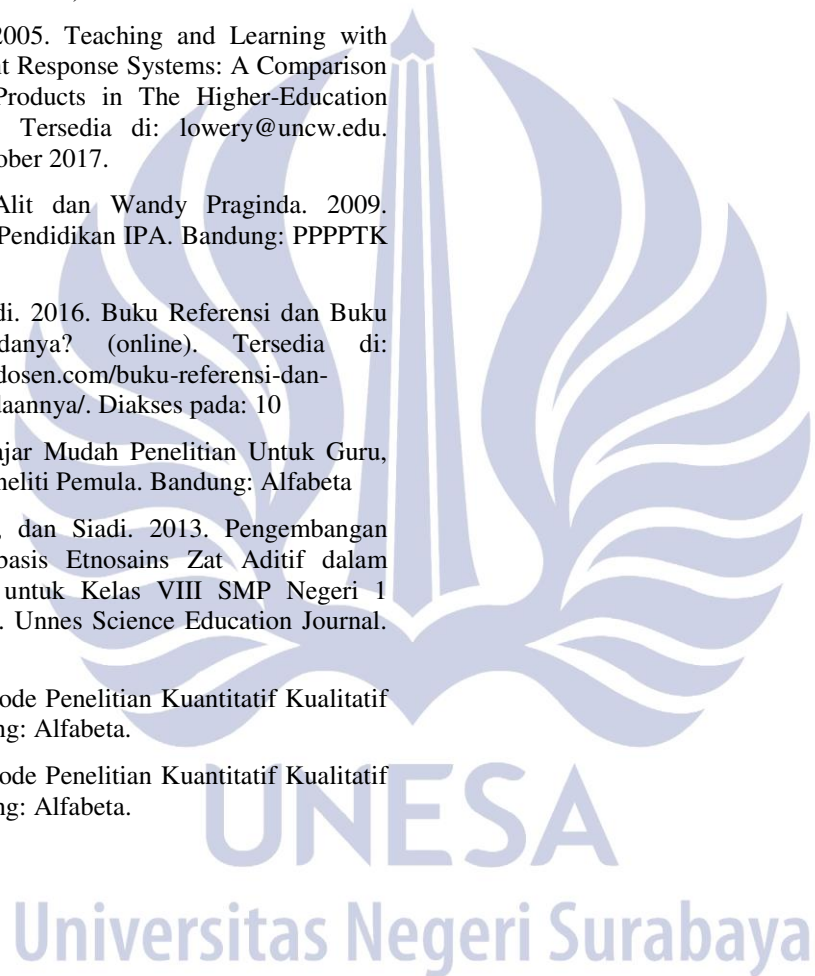 2005. Teaching and Learning with
nt Response Systems: A Comparison
Products in The Higher-Education
Tersedia di: lowery@uncw.edu.
ober 2017.
Alit dan Wandy Praginda. 2009.
Pendidikan IPA. Bandung: PPPPTK
di. 2016. Buku Referensi dan Buku
danya? (online). Tersedia di:
dosen.com/buku-referensi-dan-
daannya/. Diakses pada: 10
ajar Mudah Penelitian Untuk Guru,
neliti Pemula. Bandung: Alfabeta
, dan Siadi. 2013. Pengembangan
basis Etnosains Zat Aditif dalam
untuk Kelas VIII SMP Negeri 1
. Unnes Science Education Journal.
ode Penelitian Kuantitatif Kualitatif
ng: Alfabeta.
ode Penelitian Kuantitatif Kualitatif
ng: Alfabeta.
UNESA
Universitas Negeri Surabaya